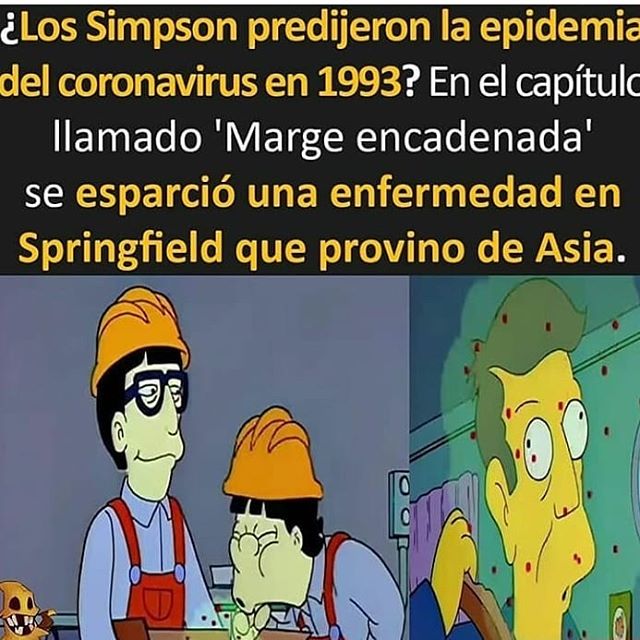 ¿Los Simpson predijeron la epidemia
del coronavirus en 1993? En el capítulo
llamado 'Marge encadenada'
se esparció una enfermedad en
Springfield que provino de Asia.